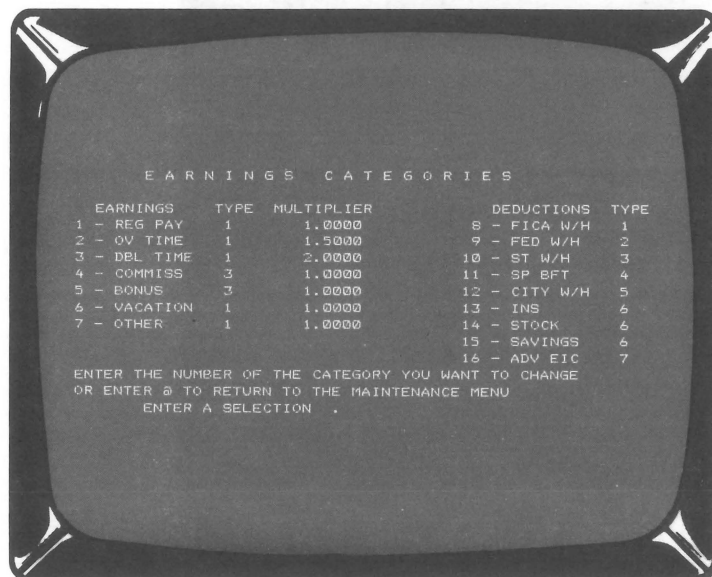 EARNINGS CATEGORIES
EARNINGS TYPE MULTIPLIER DEDUCTIONS TYPE
1 - REG PAY 1 1.0000 8 - FICA W/H 1
2 - OV TIME 1 1.5000 9 - FED W/H 2
3 - DBL TIME 1 2.0000 10 - ST W/H 3
4 - COMMISS 3 1.0000 11 - SP BFT 4
5 - BONUS 3 1.0000 12 - CITY W/H 5
6 - VACATION 1 1.0000 13 - INS 6
7 - OTHER 1 1.0000 14 - STOCK 6
15 - SAVINGS 6
16 - ADV EIC 7
ENTER THE NUMBER OF THE CATEGORY YOU WANT TO CHANGE
OR ENTER @ TO RETURN TO THE MAINTENANCE MENU
ENTER A SELECTION .